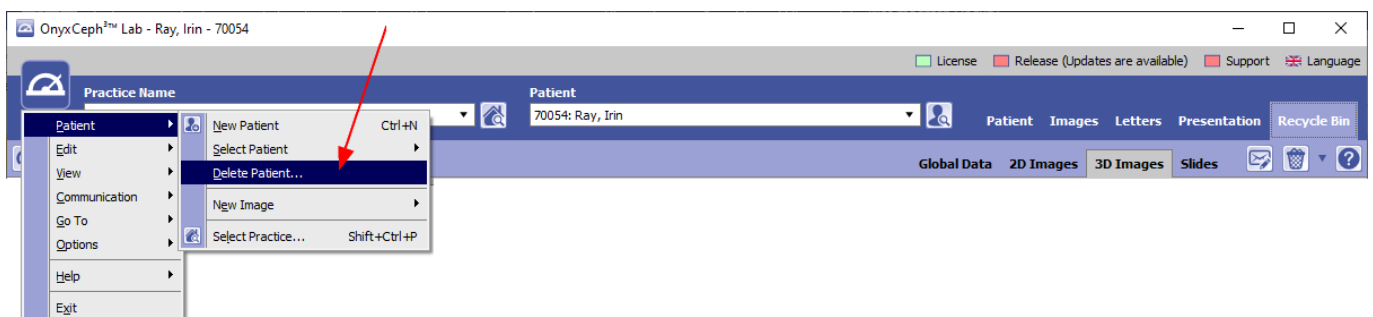 OnyxCeph³™ Lab - Ray, Irin - 70054
License Release (Updates are available) Support Language
Practice Name Patient
70054: Ray, Irin
Patient Images Letters Presentation Recycle Bin
Global Data 2D Images 3D Images Slides
Patient
Edit
View
Communication
Go To
Options
Help
Exit
New Patient Ctrl+N
Select Patient
Delete Patient...
New Image
Select Practice... Shift+Ctrl+P